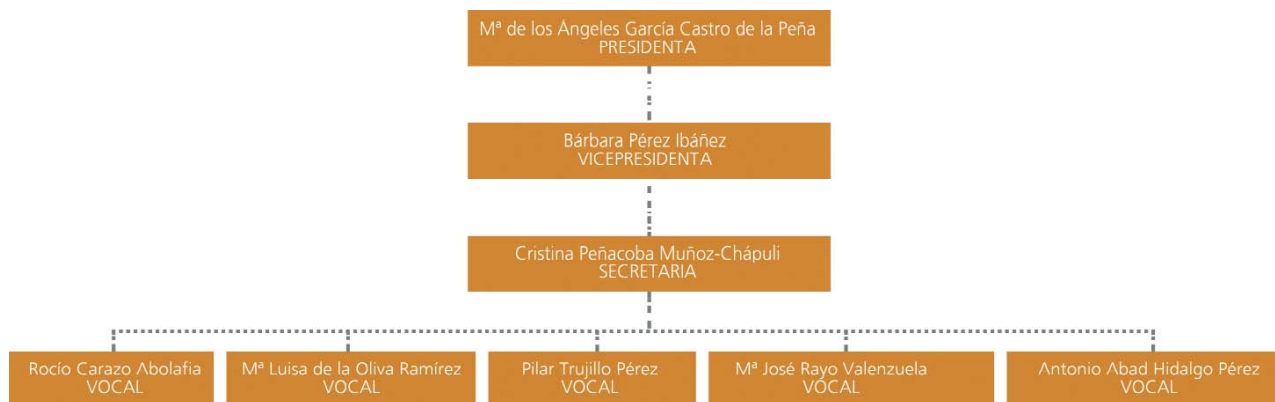 Mª de los Ángeles García Castro de la Peña
PRESIDENTA
Bárbara Pérez Ibáñez
VICEPRESIDENTA
Cristina Peñacoba Muñoz-Chápuli
SECRETARIA
Rocío Carazo Abolafia
VOCAL
Mª Luisa de la Oliva Ramírez
VOCAL
Pilar Trujillo Pérez
VOCAL
Mª José Rayo Valenzuela
VOCAL
Antonio Abad Hidalgo Pérez
VOCAL